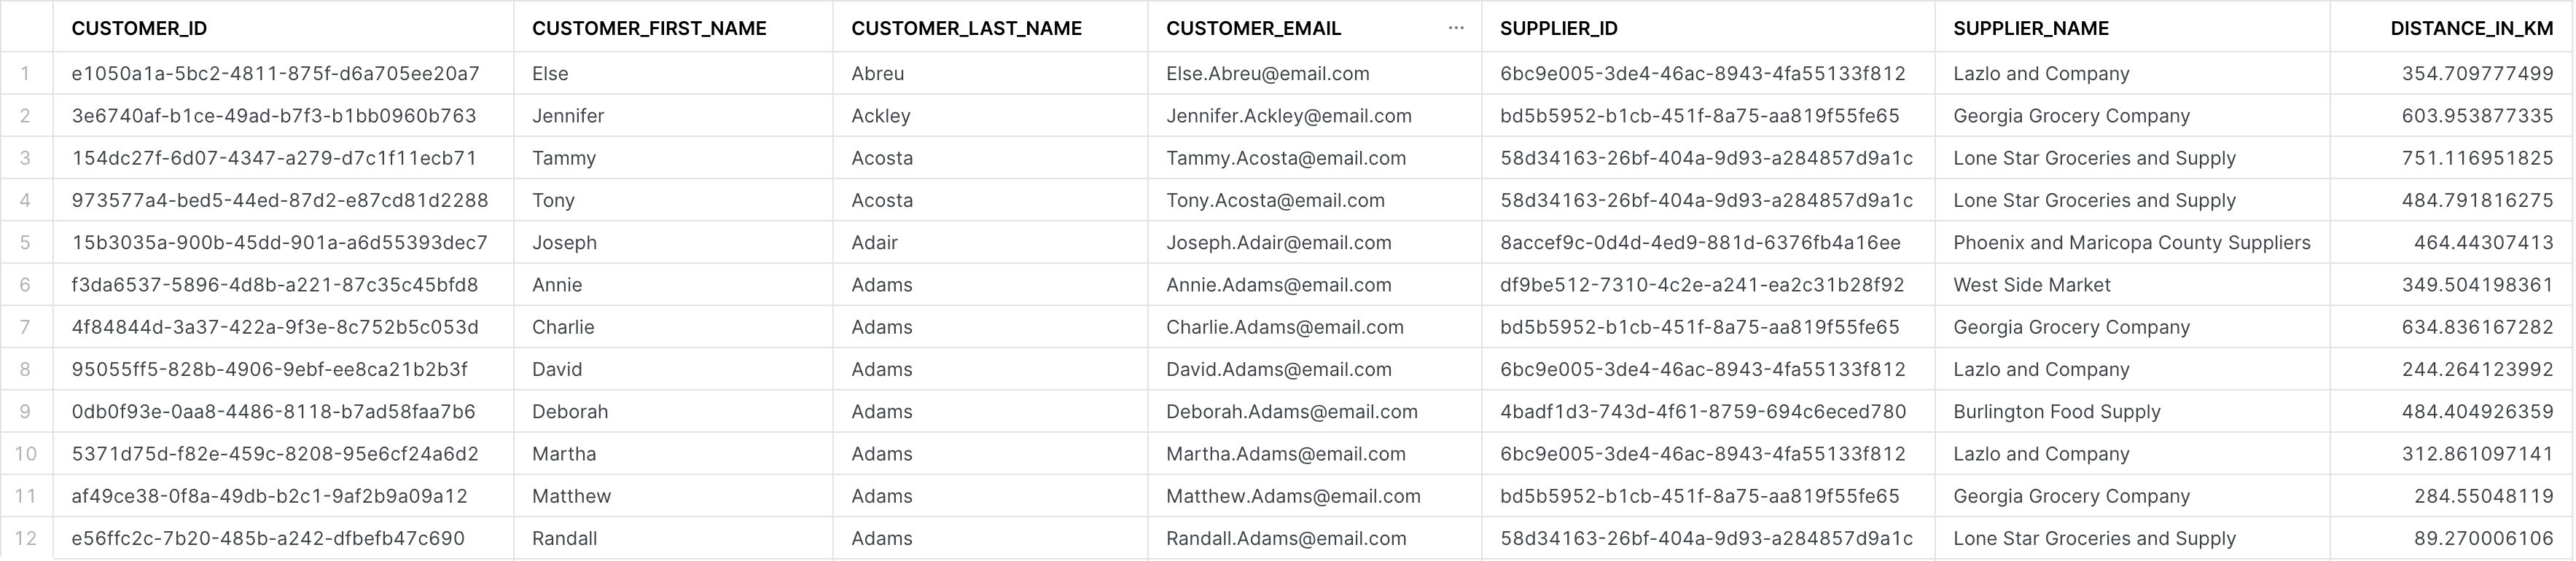 CUSTOMER_ID CUSTOMER_FIRST_NAME CUSTOMER_LAST_NAME CUSTOMER_EMAIL ... SUPPLIER_ID SUPPLIER_NAME DISTANCE_IN_KM
1 e1050a1a-5bc2-4811-875f-d6a705ee20a7 Else Abreu Else.Abreu@email.com 6bc9e005-3de4-46ac-8943-4fa55133f812 Lazlo and Company 354.709777499
2 3e6740af-b1ce-49ad-b7f3-b1bb0960b763 Jennifer Ackley Jennifer.Ackley@email.com bd5b5952-b1cb-451f-8a75-aa819f55fe65 Georgia Grocery Company 603.953877335
3 154dc27f-6d07-4347-a279-d7c1f11ecb71 Tammy Acosta Tammy.Acosta@email.com 58d34163-26bf-404a-9d93-a284857d9a1c Lone Star Groceries and Supply 751.116951825
4 973577a4-bed5-44ed-87d2-e87cd81d2288 Tony Acosta Tony.Acosta@email.com 58d34163-26bf-404a-9d93-a284857d9a1c Lone Star Groceries and Supply 484.791816275
5 15b3035a-900b-45dd-901a-a6d55393dec7 Joseph Adair Joseph.Adair@email.com 8accef9c-0d4d-4ed9-881d-6376fb4a16ee Phoenix and Maricopa County Suppliers 464.44307413
6 f3da6537-5896-4d8b-a221-87c35c45bfd8 Annie Adams Annie.Adams@email.com df9be512-7310-4c2e-a241-ea2c31b28f92 West Side Market 349.504198361
7 4f84844d-3a37-422a-9f3e-8c752b5c053d Charlie Adams Charlie.Adams@email.com bd5b5952-b1cb-451f-8a75-aa819f55fe65 Georgia Grocery Company 634.836167282
8 95055ff5-828b-4906-9ebf-ee8ca21b2b3f David Adams David.Adams@email.com 6bc9e005-3de4-46ac-8943-4fa55133f812 Lazlo and Company 244.264123992
9 0db0f93e-0aa8-4486-8118-b7ad58faa7b6 Deborah Adams Deborah.Adams@email.com 4badf1d3-743d-4f61-8759-694c6eced780 Burlington Food Supply 484.404926359
10 5371d75d-f82e-459c-8208-95e6cf24a6d2 Martha Adams Martha.Adams@email.com 6bc9e005-3de4-46ac-8943-4fa55133f812 Lazlo and Company 312.861097141
11 af49ce38-0f8a-49db-b2c1-9af2b9a09a12 Matthew Adams Matthew.Adams@email.com bd5b5952-b1cb-451f-8a75-aa819f55fe65 Georgia Grocery Company 284.55048119
12 e56ffc2c-7b20-485b-a242-dfbefb47c690 Randall Adams Randall.Adams@email.com 58d34163-26bf-404a-9d93-a284857d9a1c Lone Star Groceries and Supply 89.270006106